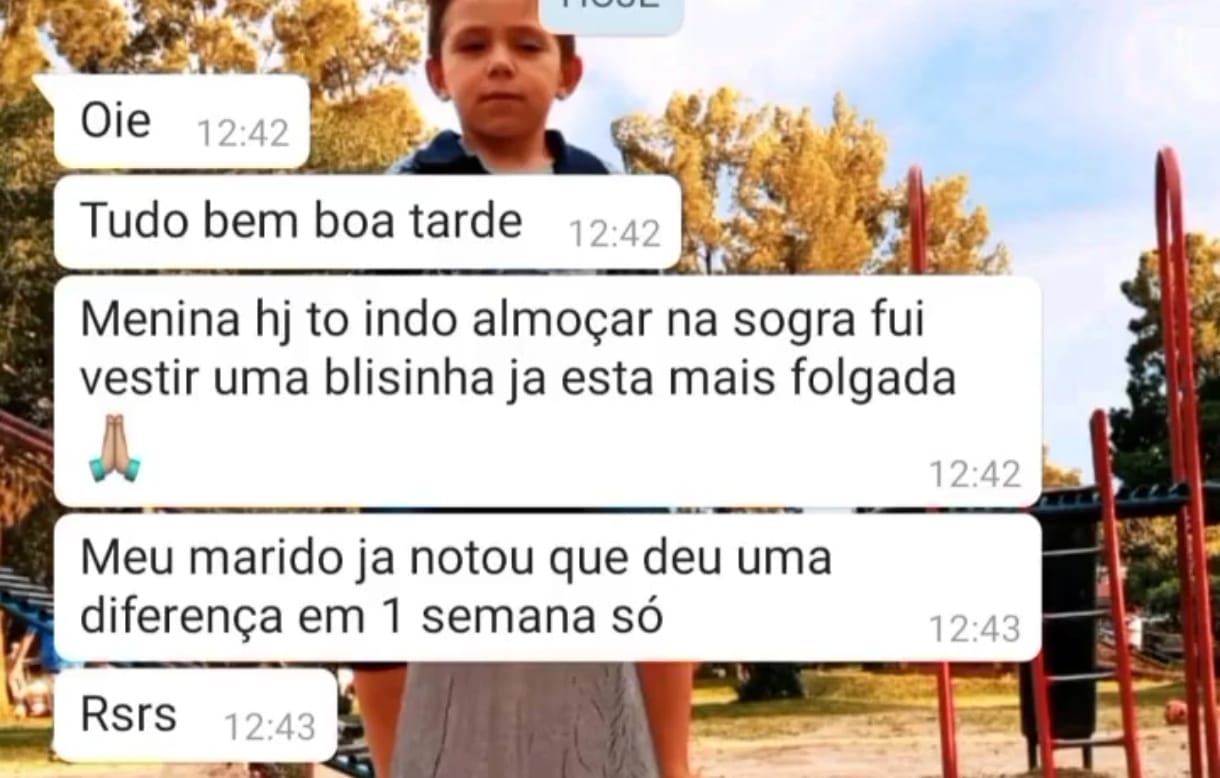 Oie 12:42
Tudo bem boa tarde 12:42
Menina hj to indo almoçar na sogra fui
vestir uma blisinha ja esta mais folgada
🙏🏼
12:42
Meu marido ja notou que deu uma
diferença em 1 semana só 12:43
Rsrs 12:43